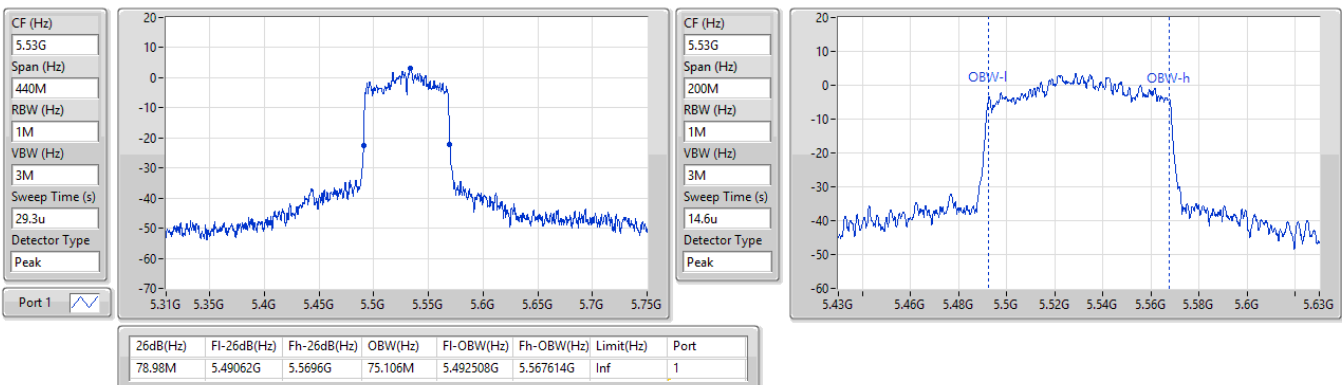 CF (Hz)
5.53G
Span (Hz)
440M
RBW (Hz)
1M
VBW (Hz)
3M
Sweep Time (s)
29.3u
Detector Type
Peak
Port 1
20-
10-
0-
-10-
-20-
-30-
-40-
-50-
-60-
-70-
5.31G 5.35G 5.4G 5.45G 5.5G 5.55G 5.6G 5.65G 5.7G 5.75G
CF (Hz)
5.53G
Span (Hz)
200M
RBW (Hz)
1M
VBW (Hz)
3M
Sweep Time (s)
14.6u
Detector Type
Peak
20-
10-
0-
-10-
-20-
-30-
-40-
-50-
-60-
OBW-l OBW-h
5.43G 5.46G 5.48G 5.5G 5.52G 5.54G 5.56G 5.58G 5.6G 5.63G
26dB(Hz) Fl-26dB(Hz) Fh-26dB(Hz) OBW(Hz) Fl-OBW(Hz) Fh-OBW(Hz) Limit(Hz) Port
78.98M 5.49062G 5.5696G 75.106M 5.492508G 5.567614G Inf 1